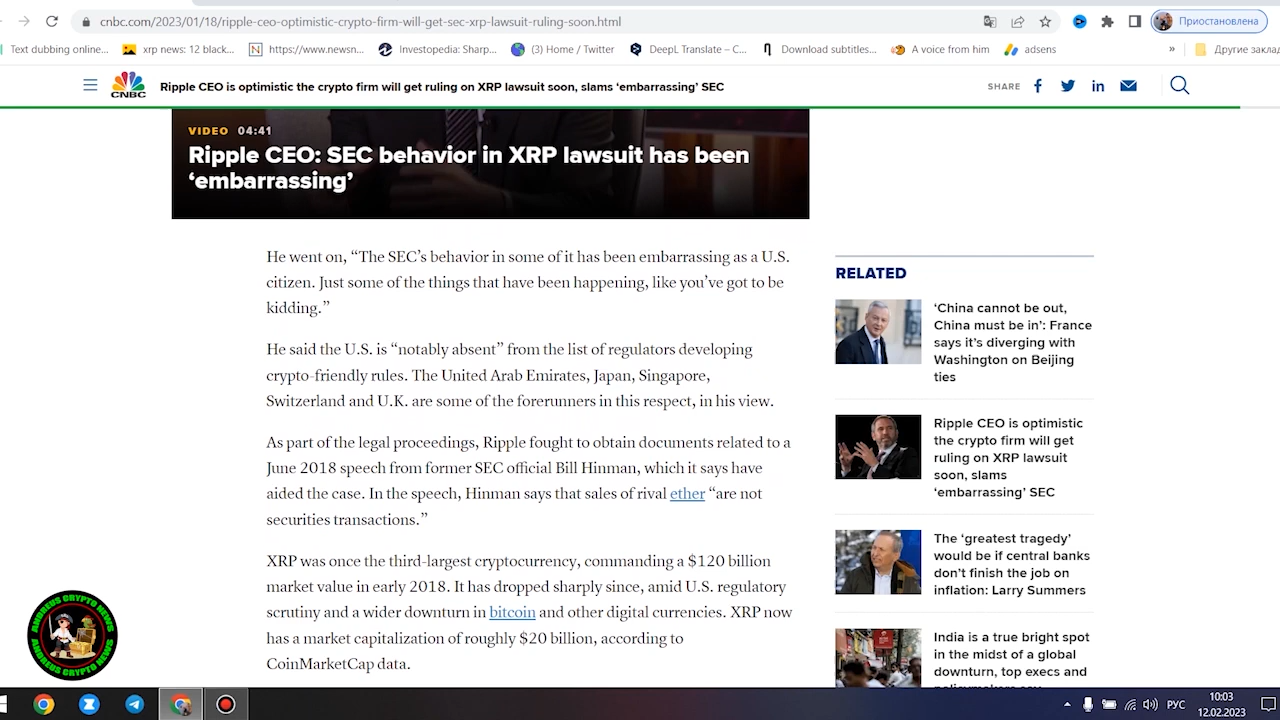 cnbc.com/2023/01/18/ripple-ceo-optimistic-crypto-firm-will-get-sec-xrp-lawsuit-ruling-soon.html
Приостановлена
Text dubbing online...
xrp news: 12 black...
https://www.newsn...
Investopedia: Sharp...
(3) Home / Twitter
DeepL Translate – C...
Download subtitles...
A voice from him
adsens
»
Другие заклад
CNBC
Ripple CEO is optimistic the crypto firm will get ruling on XRP lawsuit soon, slams ‘embarrassing’ SEC
SHARE
VIDEO 04:41
Ripple CEO: SEC behavior in XRP lawsuit has been
‘embarrassing’
He went on, “The SEC’s behavior in some of it has been embarrassing as a U.S.
citizen. Just some of the things that have been happening, like you’ve got to be
kidding.”
He said the U.S. is “notably absent” from the list of regulators developing
crypto-friendly rules. The United Arab Emirates, Japan, Singapore,
Switzerland and U.K. are some of the forerunners in this respect, in his view.
As part of the legal proceedings, Ripple fought to obtain documents related to a
June 2018 speech from former SEC official Bill Hinman, which it says have
aided the case. In the speech, Hinman says that sales of rival ether “are not
securities transactions.”
XRP was once the third-largest cryptocurrency, commanding a $120 billion
market value in early 2018. It has dropped sharply since, amid U.S. regulatory
scrutiny and a wider downturn in bitcoin and other digital currencies. XRP now
has a market capitalization of roughly $20 billion, according to
CoinMarketCap data.
RELATED
‘China cannot be out,
China must be in’: France
says it’s diverging with
Washington on Beijing
ties
Ripple CEO is optimistic
the crypto firm will get
ruling on XRP lawsuit
soon, slams
‘embarrassing’ SEC
The ‘greatest tragedy’
would be if central banks
don’t finish the job on
inflation: Larry Summers
India is a true bright spot
in the midst of a global
downturn, top execs and
ANDREUS CRYPTO NEWS
ANDREUS CRYPTO NEWS
РУС
10:03
12.02.2023